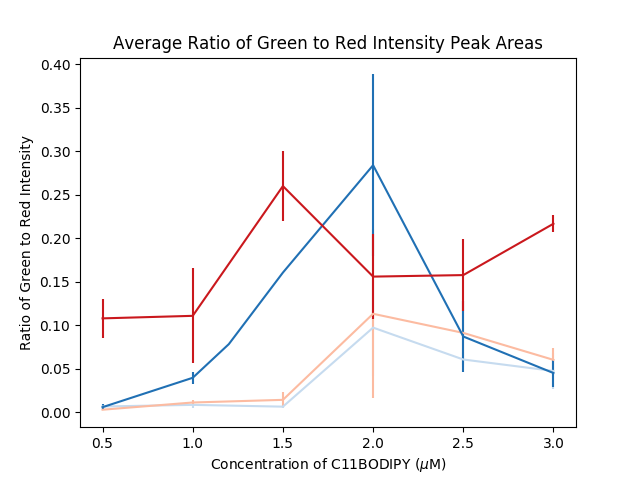 Average Ratio of Green to Red Intensity Peak Areas
0.40
0.35
0.30
0.25
0.20
0.15
0.10
0.05
0.00
Ratio of Green to Red Intensity
0.5 1.0 1.5 2.0 2.5 3.0
Concentration of C11BODIPY (μM)